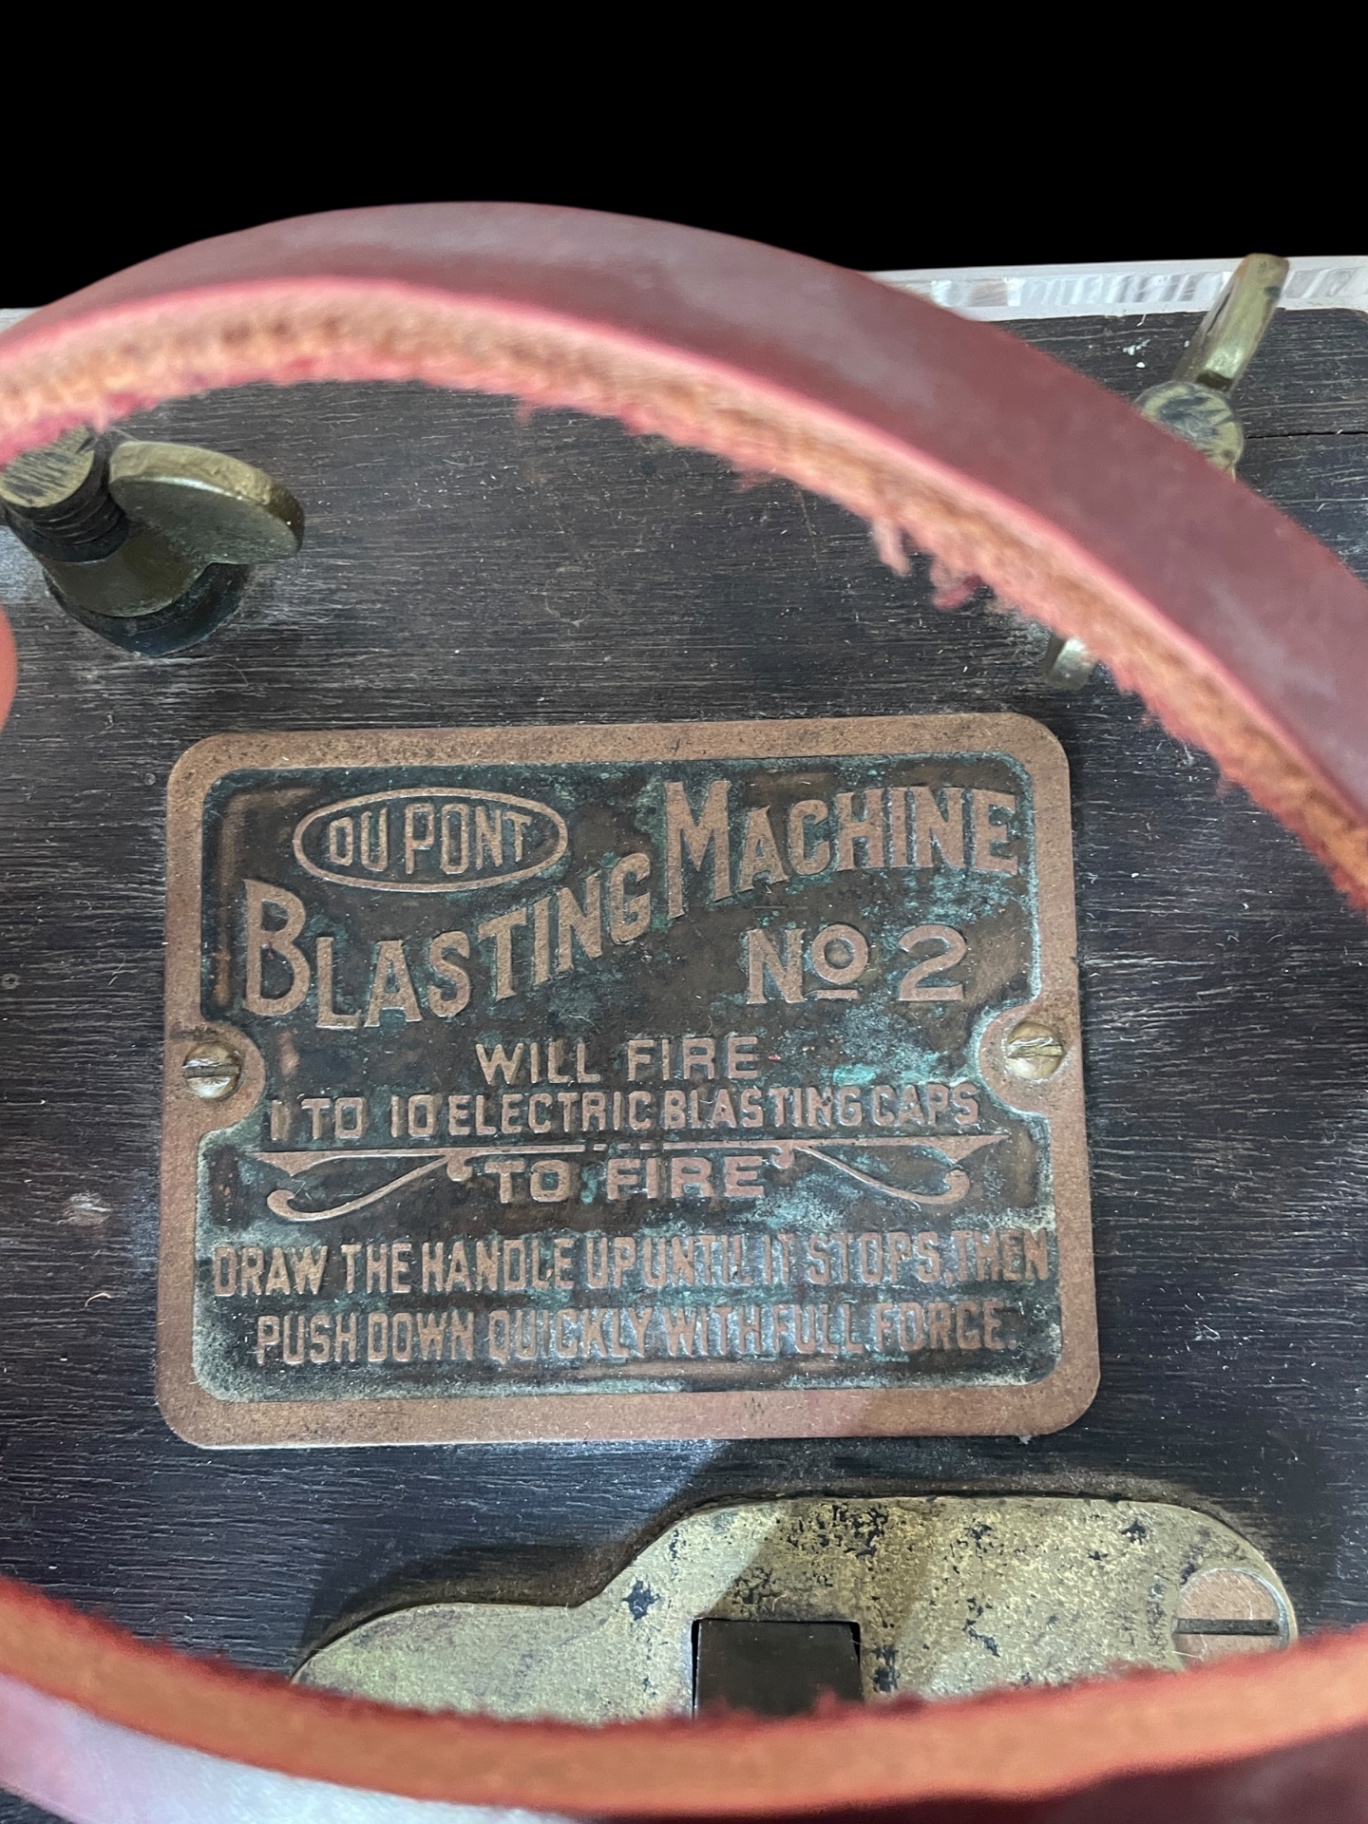 DU PONT
BLASTING MACHINE
No 2
WILL FIRE
1 TO 10 ELECTRIC BLASTING CAPS
TO FIRE
DRAW THE HANDLE UP UNTIL IT STOPS, THEN
PUSH DOWN QUICKLY WITH FULL FORCE.